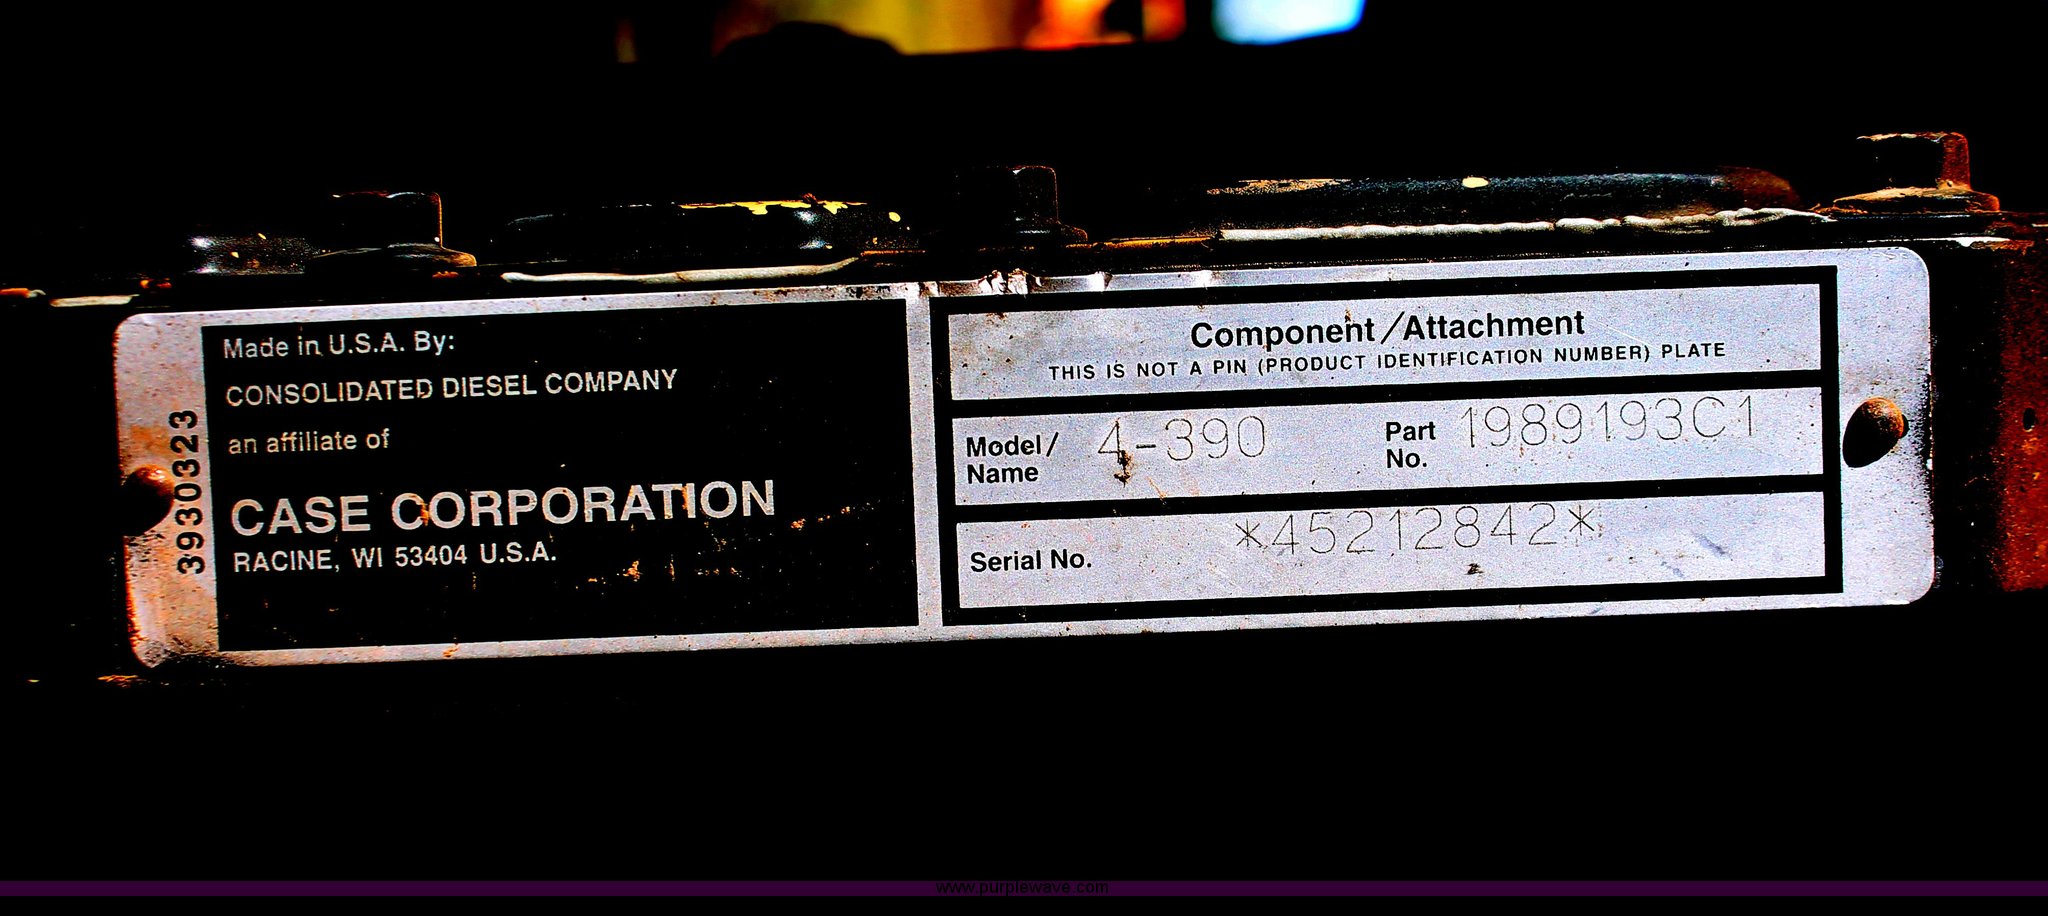 Made in U.S.A. By:
CONSOLIDATED DIESEL COMPANY
an affiliate of
CASE CORPORATION
RACINE, WI 53404 U.S.A.
3930323
Component/Attachment
THIS IS NOT A PIN (PRODUCT IDENTIFICATION NUMBER) PLATE
Model/Name 4-390 Part No. 1989193C1
Serial No. *45212842*
www.purplewave.com